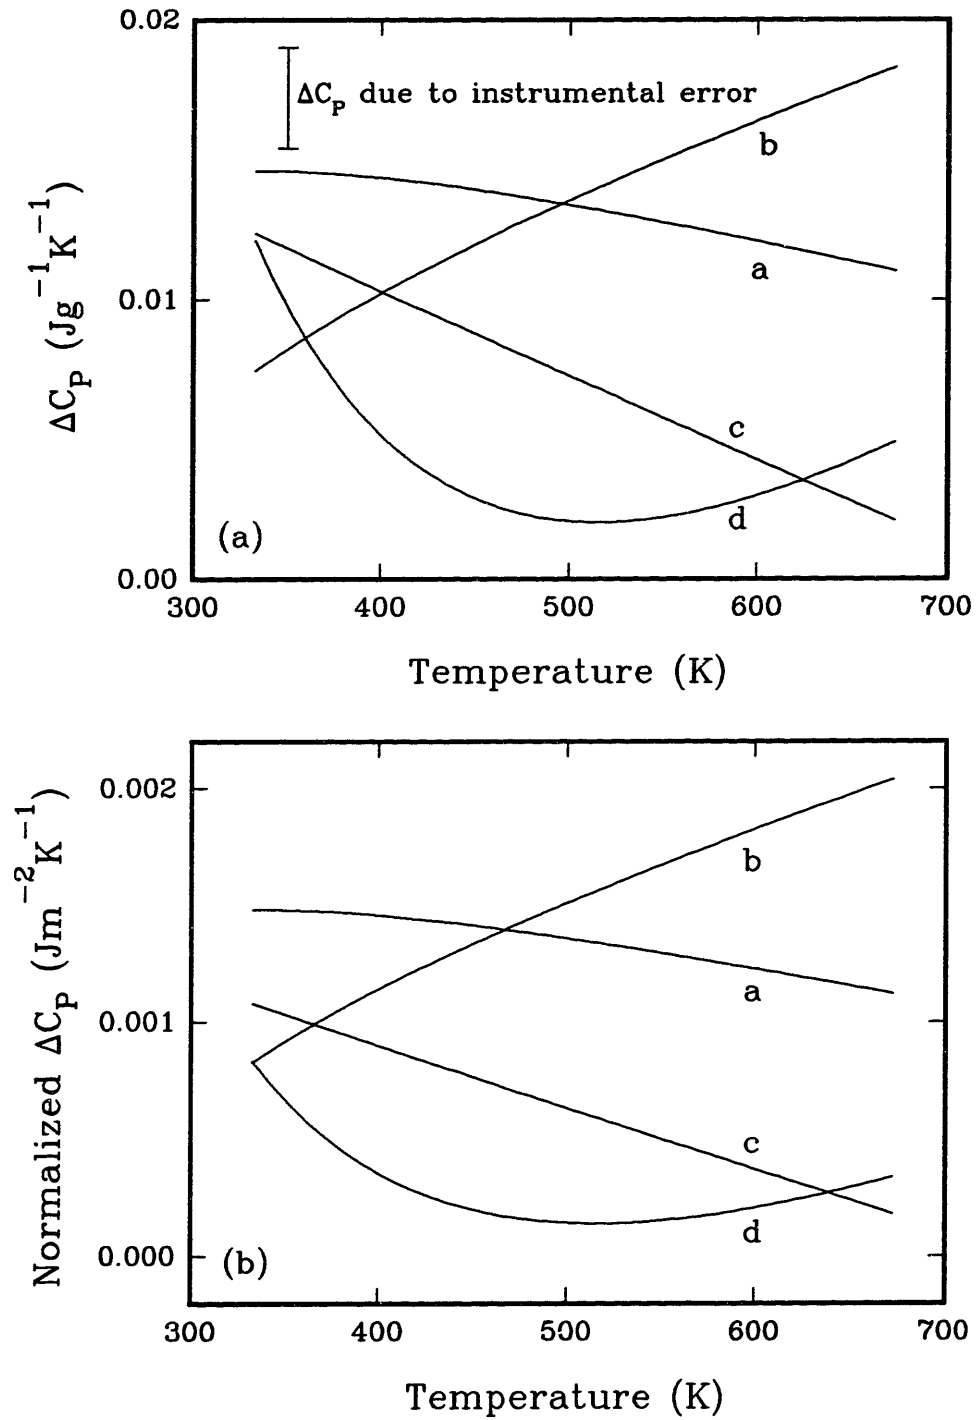 0.02
ΔC_P due to instrumental error
b
a
0.01
ΔC_P (Jg⁻¹K⁻¹)
c
d
(a)
0.00
300 400 500 600 700
Temperature (K)
0.002
b
a
Normalized ΔC_P (Jm⁻²K⁻¹)
0.001
c
d
0.000
(b)
300 400 500 600 700
Temperature (K)